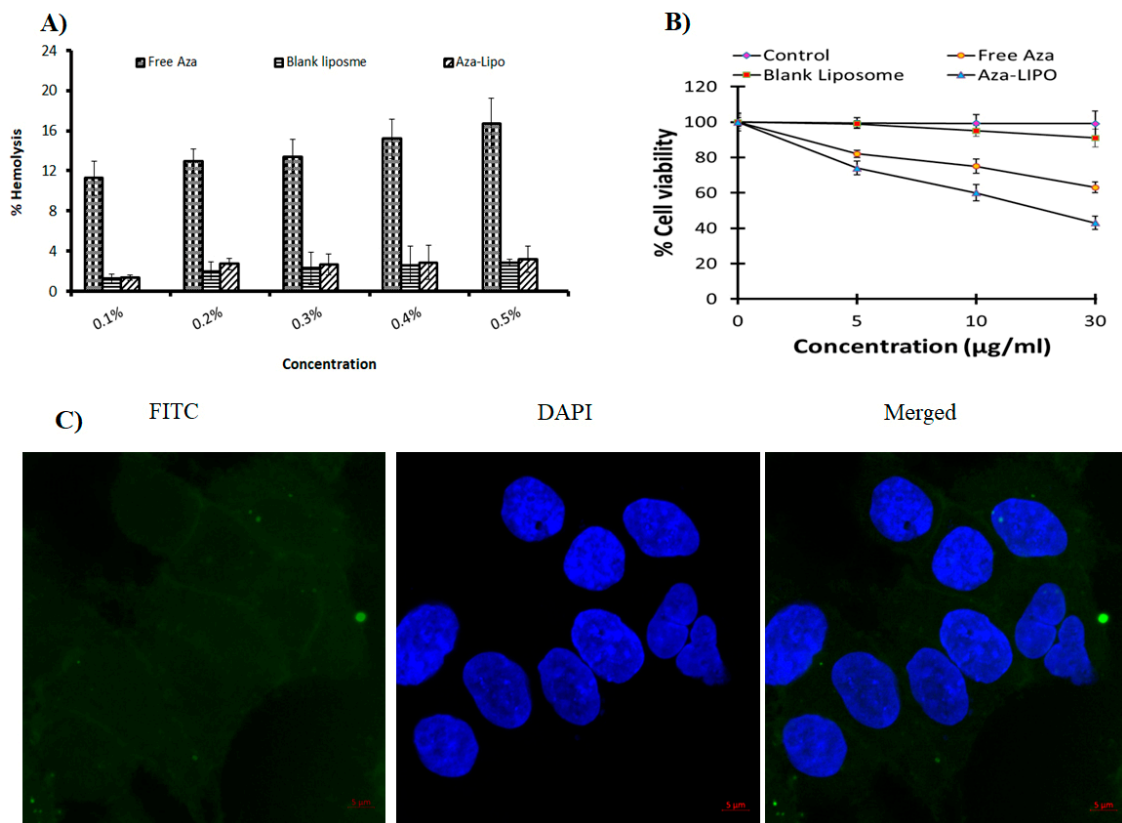 A)
Free Aza
Blank liposme
Aza-Lipo
24
20
16
12
8
4
0
% Hemolysis
0.1%
0.2%
0.3%
0.4%
0.5%
Concentration
B)
Control
Free Aza
Blank Liposome
Aza-LIPO
120
100
80
60
40
20
0
% Cell viability
0
5
10
30
Concentration (µg/ml)
C)
FITC
DAPI
Merged
5 µm
5 µm
5 µm